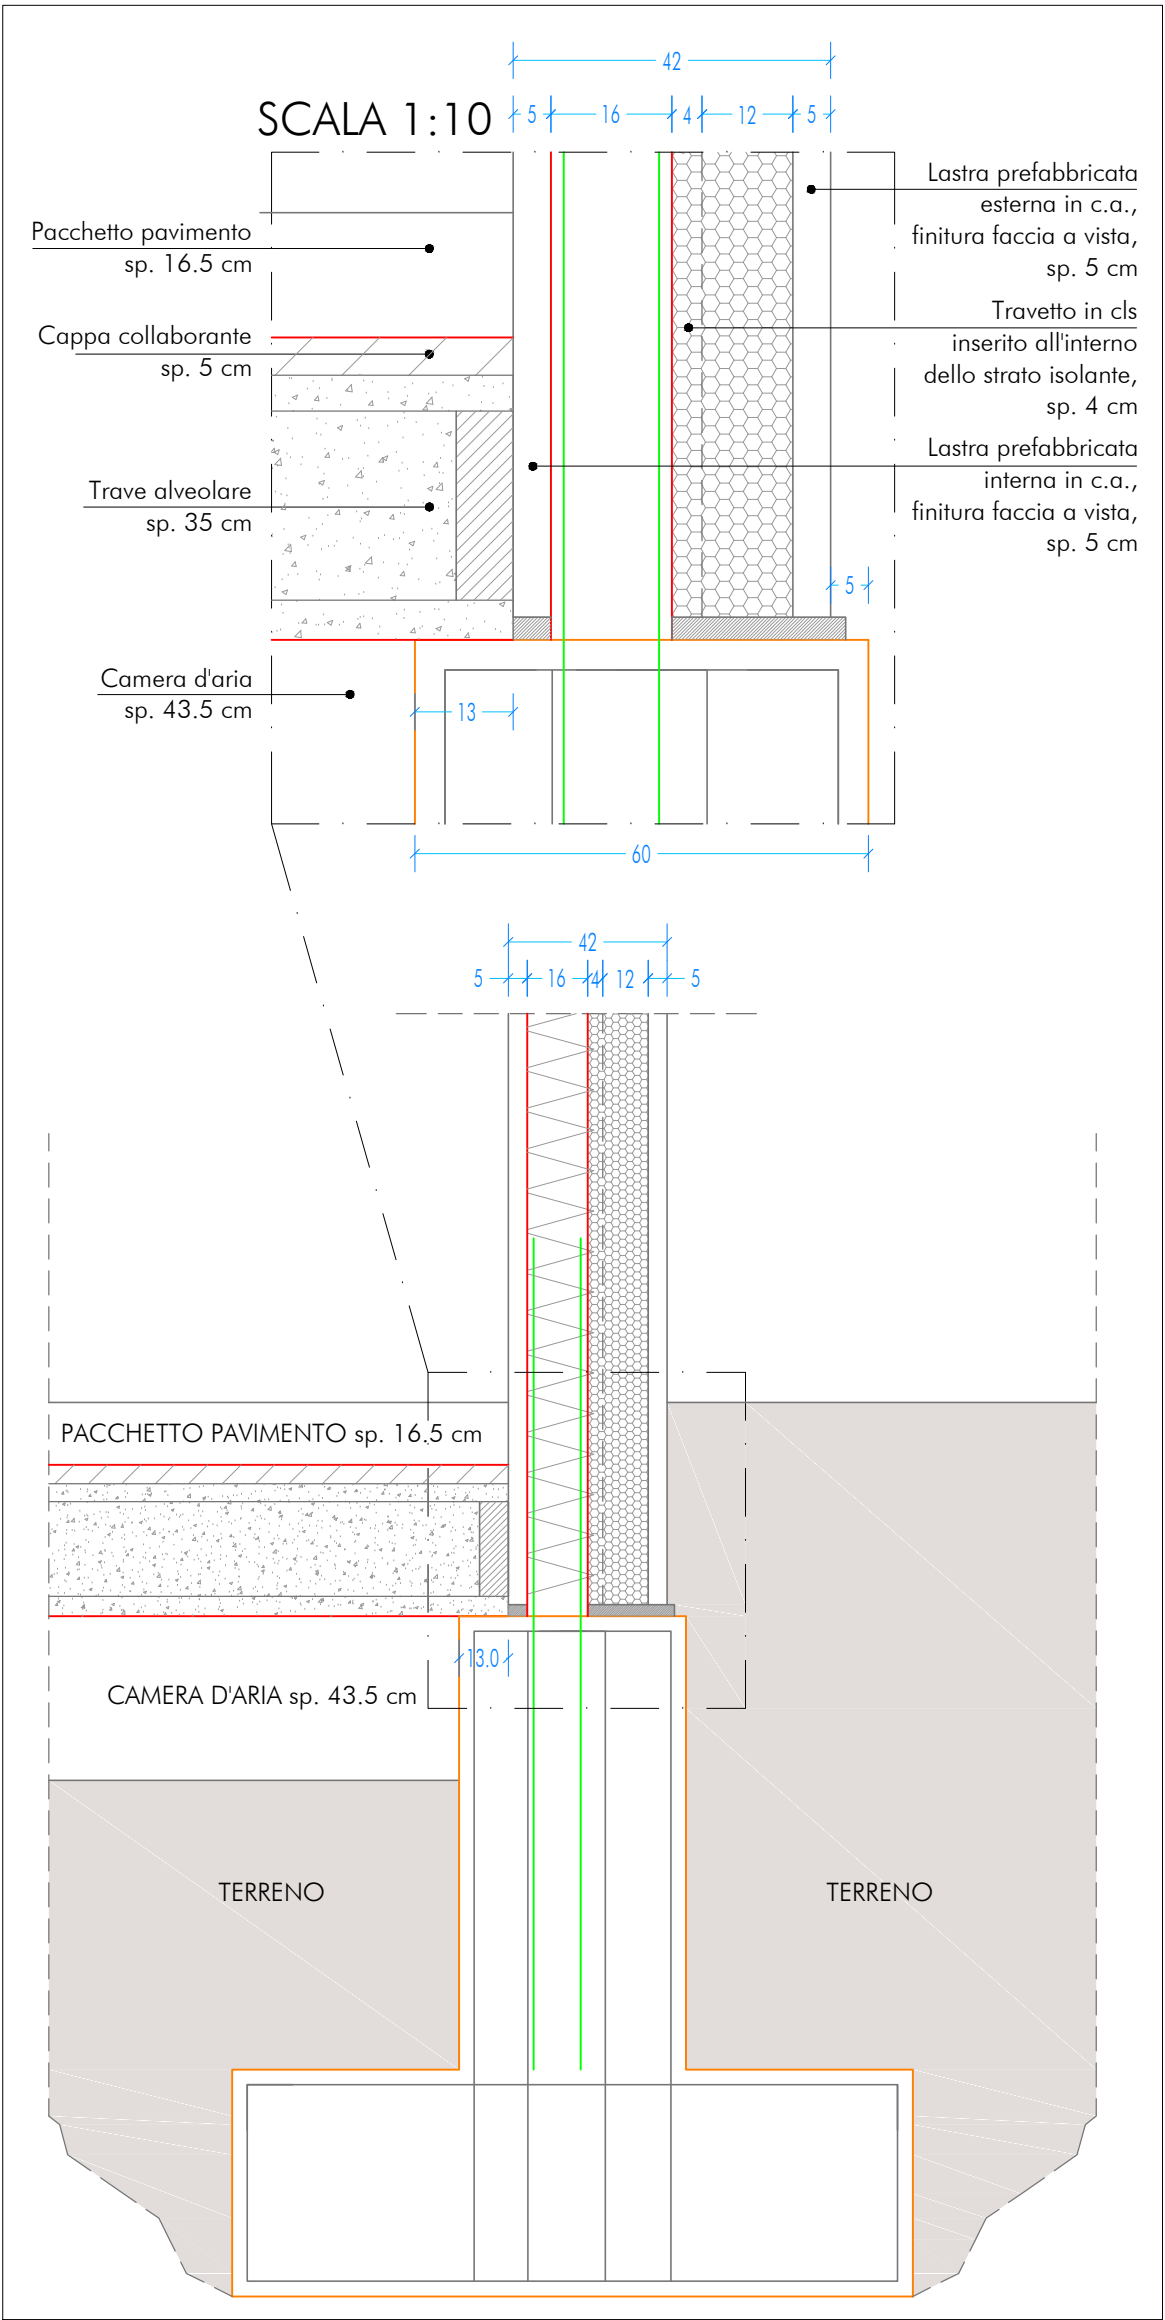 42
SCALA 1:10
5 16 4 12 5
Pacchetto pavimento
sp. 16.5 cm
Cappa collaborante
sp. 5 cm
Trave alveolare
sp. 35 cm
Camera d'aria
sp. 43.5 cm
Lastra prefabbricata
esterna in c.a.,
finitura faccia a vista,
sp. 5 cm
Travetto in cls
inserito all'interno
dello strato isolante,
sp. 4 cm
Lastra prefabbricata
interna in c.a.,
finitura faccia a vista,
sp. 5 cm
5
13
60
42
5 16 4 12 5
PACCHETTO PAVIMENTO sp. 16.5 cm
13.0
CAMERA D'ARIA sp. 43.5 cm
TERRENO
TERRENO